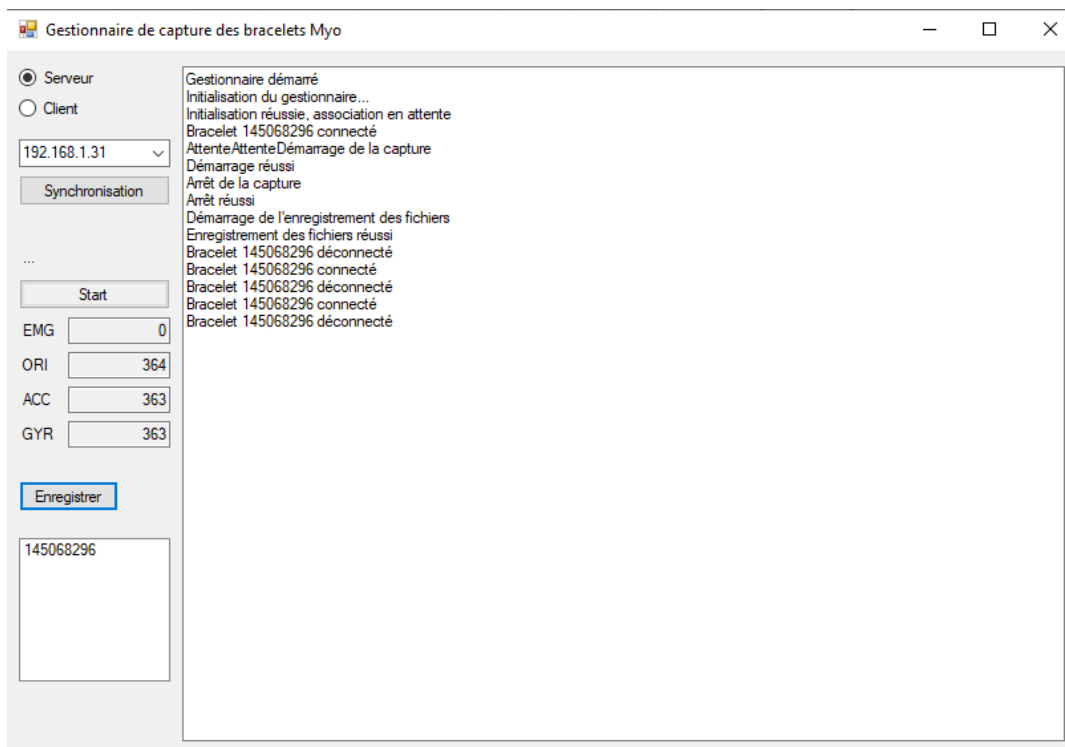 Gestionnaire de capture des bracelets Myo
Serveur
Client
192.168.1.31
Synchronisation
...
Start
EMG 0
ORI 364
ACC 363
GYR 363
Enregistrer
145068296
Gestionnaire démarré
Initialisation du gestionnaire...
Initialisation réussie, association en attente
Bracelet 145068296 connecté
AttenteAttenteDémarrage de la capture
Démarrage réussi
Arrêt de la capture
Arrêt réussi
Démarrage de l'enregistrement des fichiers
Enregistrement des fichiers réussi
Bracelet 145068296 déconnecté
Bracelet 145068296 connecté
Bracelet 145068296 déconnecté
Bracelet 145068296 connecté
Bracelet 145068296 déconnecté